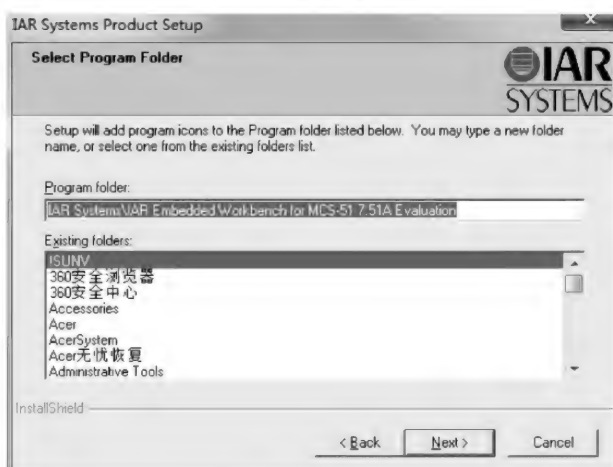 IAR Systems Product Setup
Select Program Folder
IAR
SYSTEMS
Setup will add program icons to the Program folder listed below. You may type a new folder
name, or select one from the existing folders list.
Program folder:
IAR Systems\IAR Embedded Workbench for MCS-51 7.51A Evaluation
Existing folders:
ISUNV
360安全浏览器
360安全中心
Accessories
Acer
AcerSystem
Acer无忧恢复
Administrative Tools
InstallShield
< Back Next > Cancel